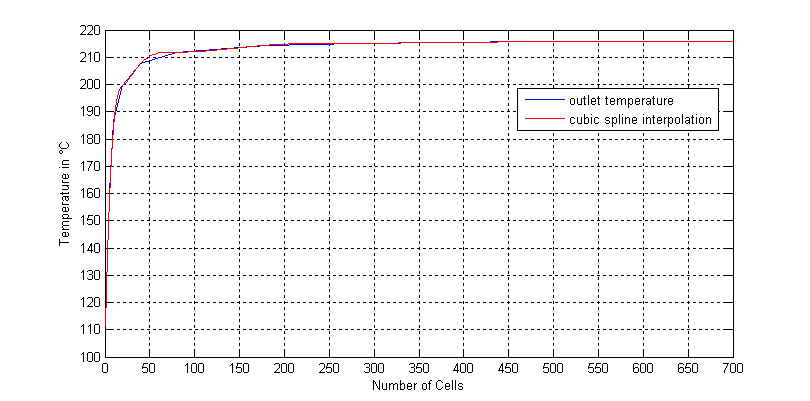 220
210
200
190
180
170
160
150
140
130
120
110
100
Temperature in °C
outlet temperature
cubic spline interpolation
0 50 100 150 200 250 300 350 400 450 500 550 600 650 700
Number of Cells